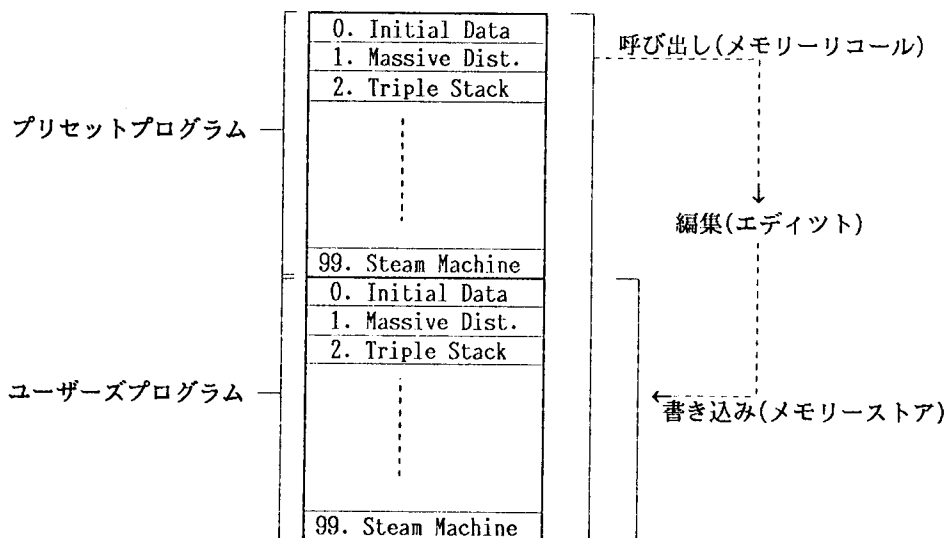 0. Initial Data
1. Massive Dist.
2. Triple Stack
呼び出し(メモリーリコール)
プリセットプログラム
編集(エディツト)
99. Steam Machine
0. Initial Data
1. Massive Dist.
2. Triple Stack
ユーザーズプログラム
書き込み(メモリーストア)
99. Steam Machine